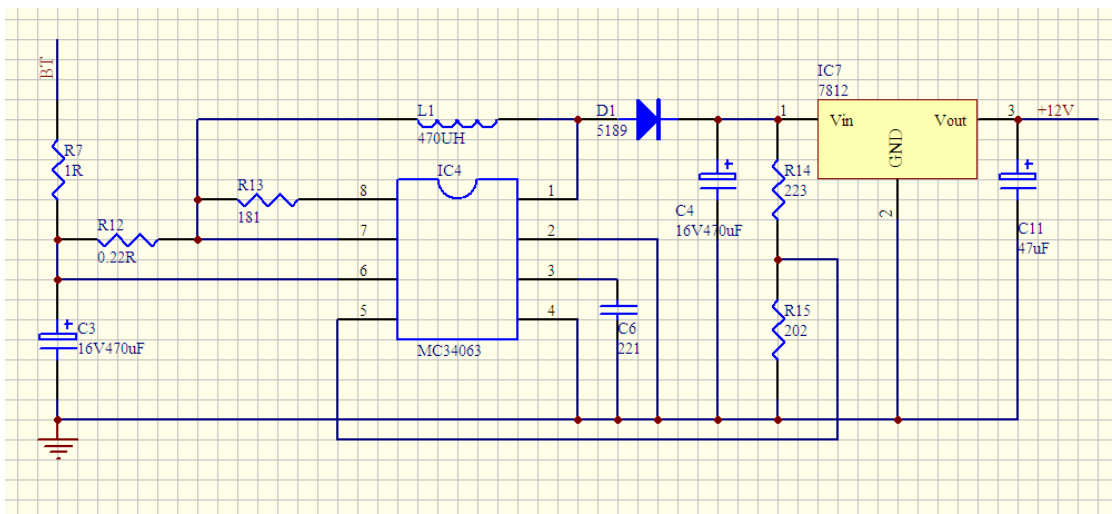 BT
R7
1R
R12
0.22R
C3
16V470uF
R13
181
L1
470UH
IC4
8
7
6
5
1
2
3
4
MC34063
C6
221
D1
5189
C4
16V470uF
R14
223
R15
202
IC7
7812
1
Vin
Vout
GND
2
3
+12V
C11
47uF